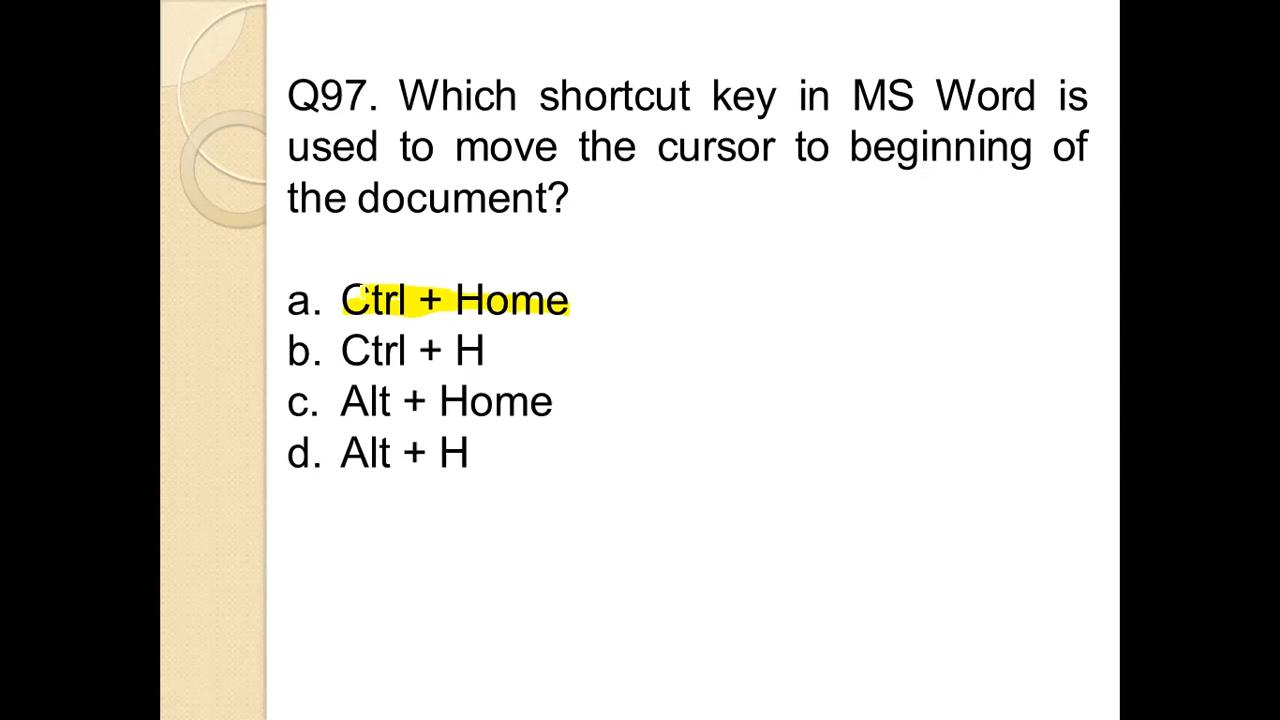 Q97. Which shortcut key in MS Word is
used to move the cursor to beginning of
the document?
a. Ctrl + Home
b. Ctrl + H
c. Alt + Home
d. Alt + H